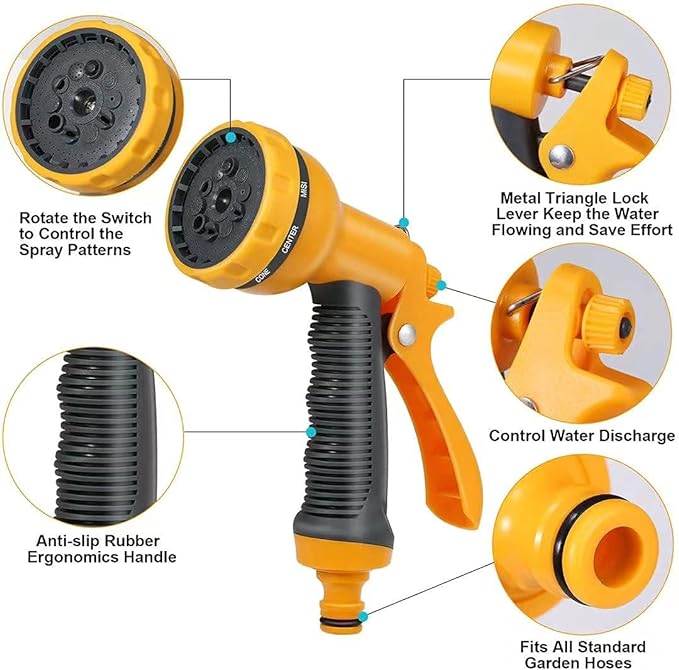 Rotate the Switch
to Control the
Spray Patterns
Metal Triangle Lock
Lever Keep the Water
Flowing and Save Effort
MISI
CENTER
CONE
Control Water Discharge
Anti-slip Rubber
Ergonomics Handle
Fits All Standard
Garden Hoses